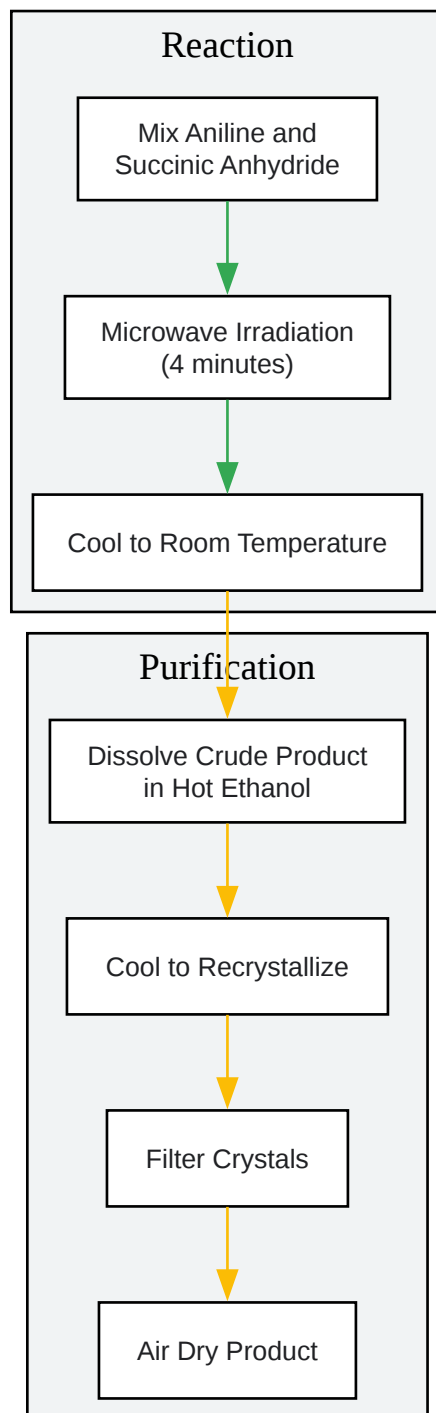 Reaction
Mix Aniline and
Succinic Anhydride
Microwave Irradiation
(4 minutes)
Cool to Room Temperature
Purification
Dissolve Crude Product
in Hot Ethanol
Cool to Recrystallize
Filter Crystals
Air Dry Product